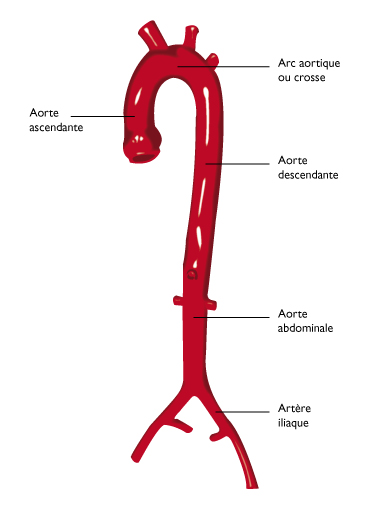 Arc aortique
ou crosse
Aorte
ascendante
Aorte
descendante
Aorte
abdominale
Artère
iliaque